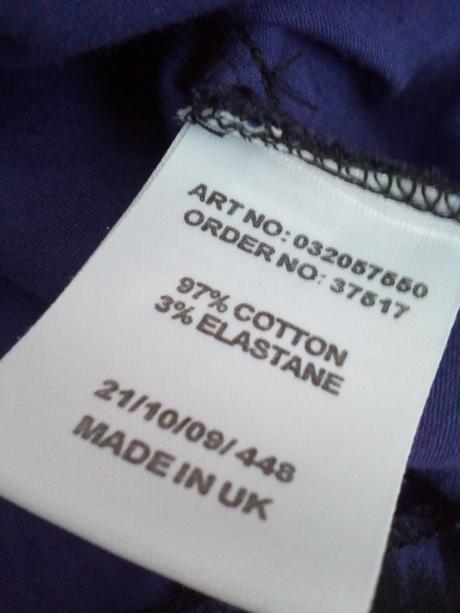 ART NO: 032057550
ORDER NO: 37517
97% COTTON
3% ELASTANE
21/10/09/448
MADE IN UK